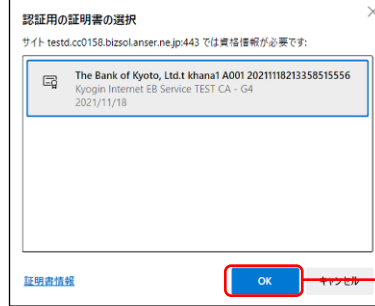 認証用の証明書の選択
サイト testd.cc0158.bizsol.anser.ne.jp:443 では資格情報が必要です:
The Bank of Kyoto, Ltd.t khana1 A001 20211118213358515556
Kyogin Internet EB Service TEST CA - G4
2021/11/18
証明書情報
OK
キャンセル